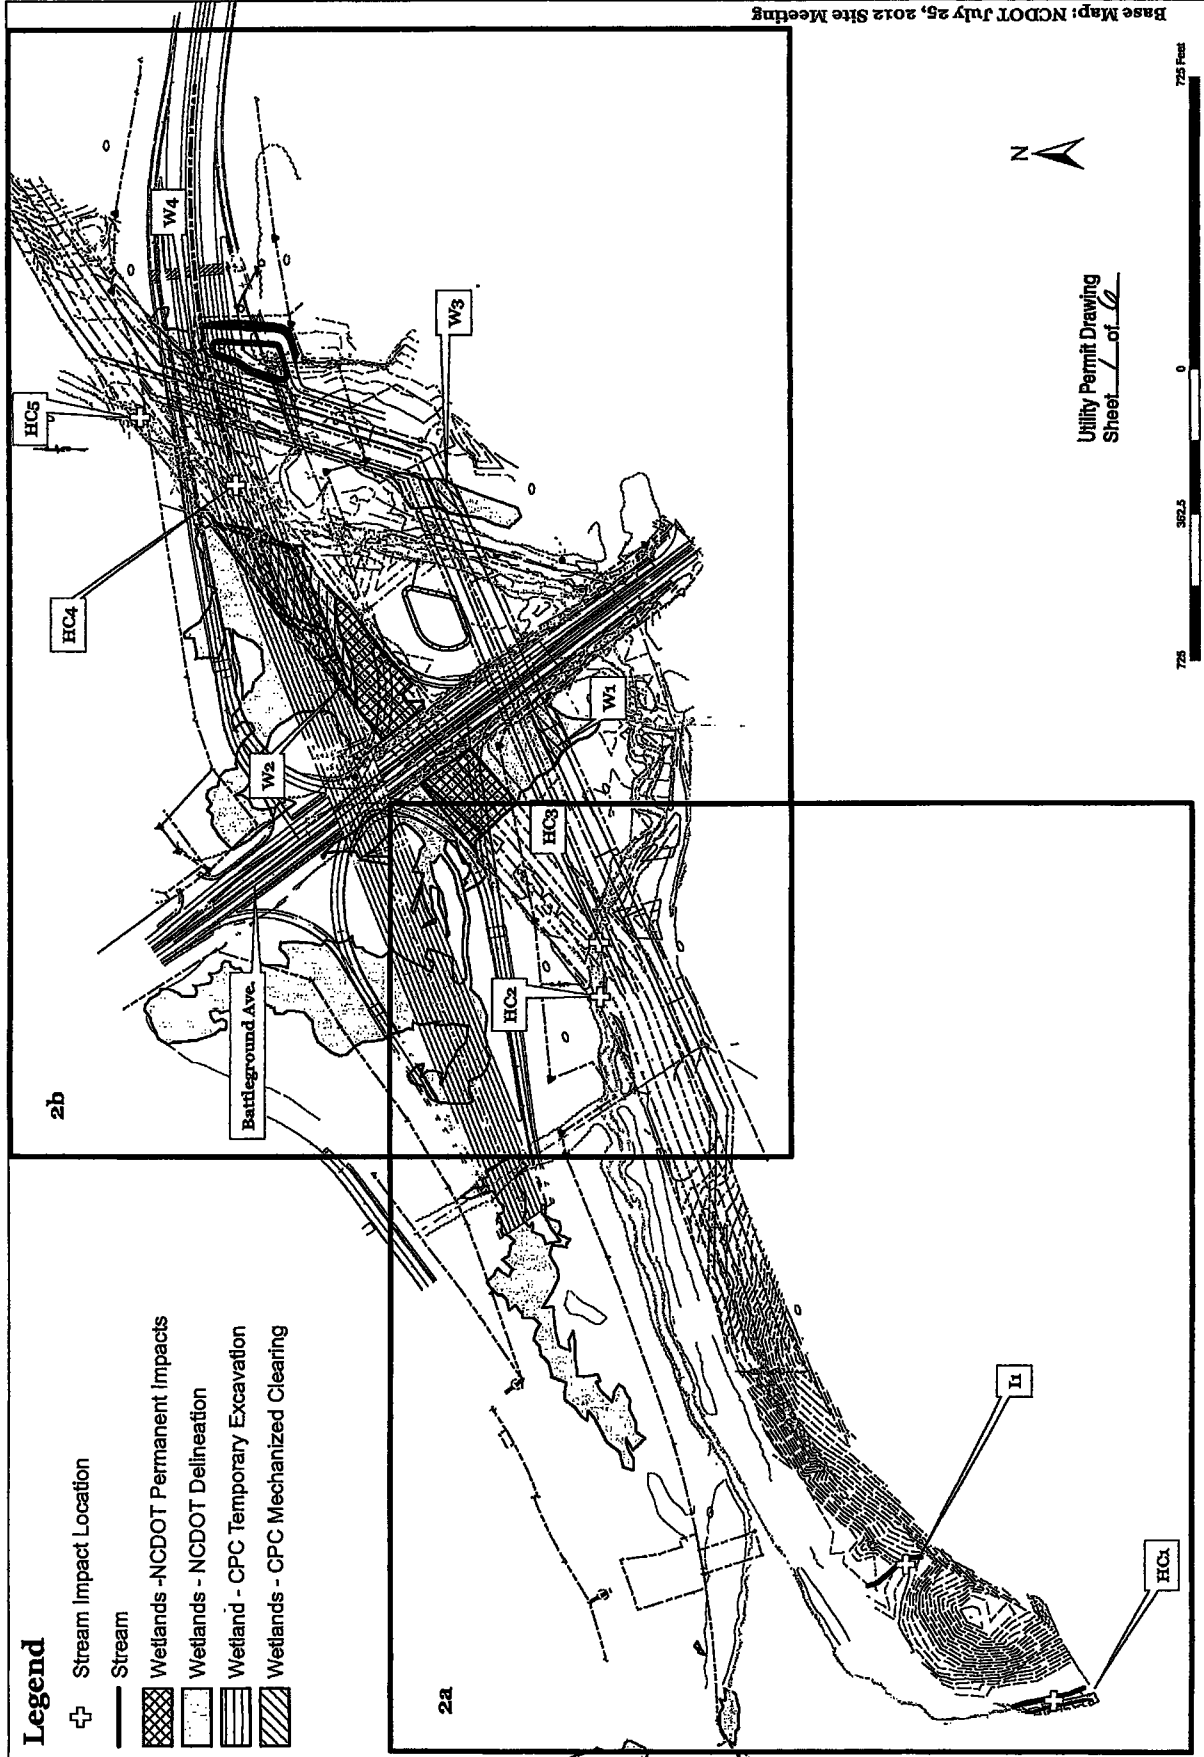 Legend
Stream Impact Location
Stream
Wetlands -NCDOT Permanent Impacts
Wetlands - NCDOT Delineation
Wetland - CPC Temporary Excavation
Wetlands - CPC Mechanized Clearing
2b
Battleground Ave.
W2
HC4
HC5
W4
W3
W1
HC3
HC2
2a
I1
HC1
N
Utility Permit Drawing
Sheet 1 of 6
725
362.5
0
725 Feet
Base Map: NCDOT July 25, 2012 Site Meeting